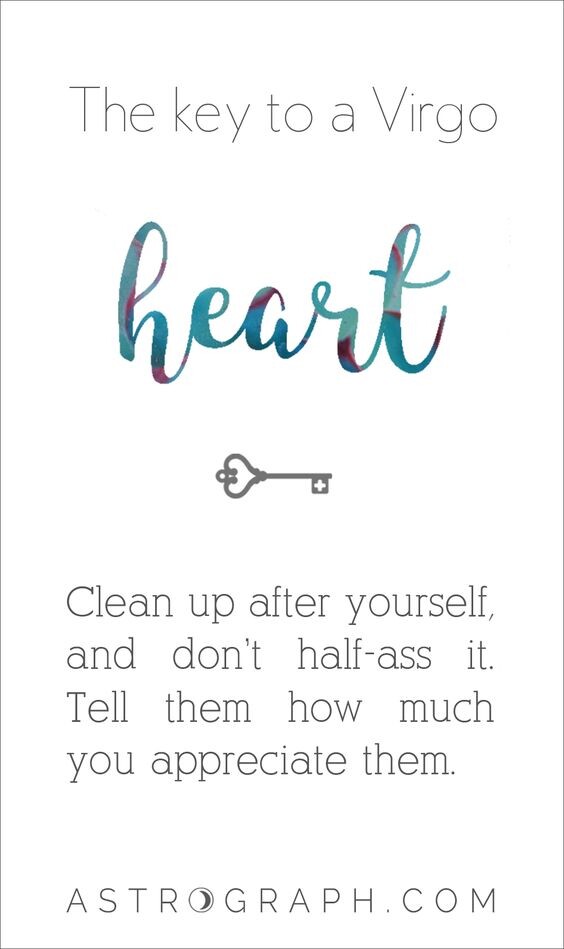 The key to a Virgo
heart
Clean up after yourself,
and don't half-ass it.
Tell them how much
you appreciate them.
ASTROGRAPH.COM